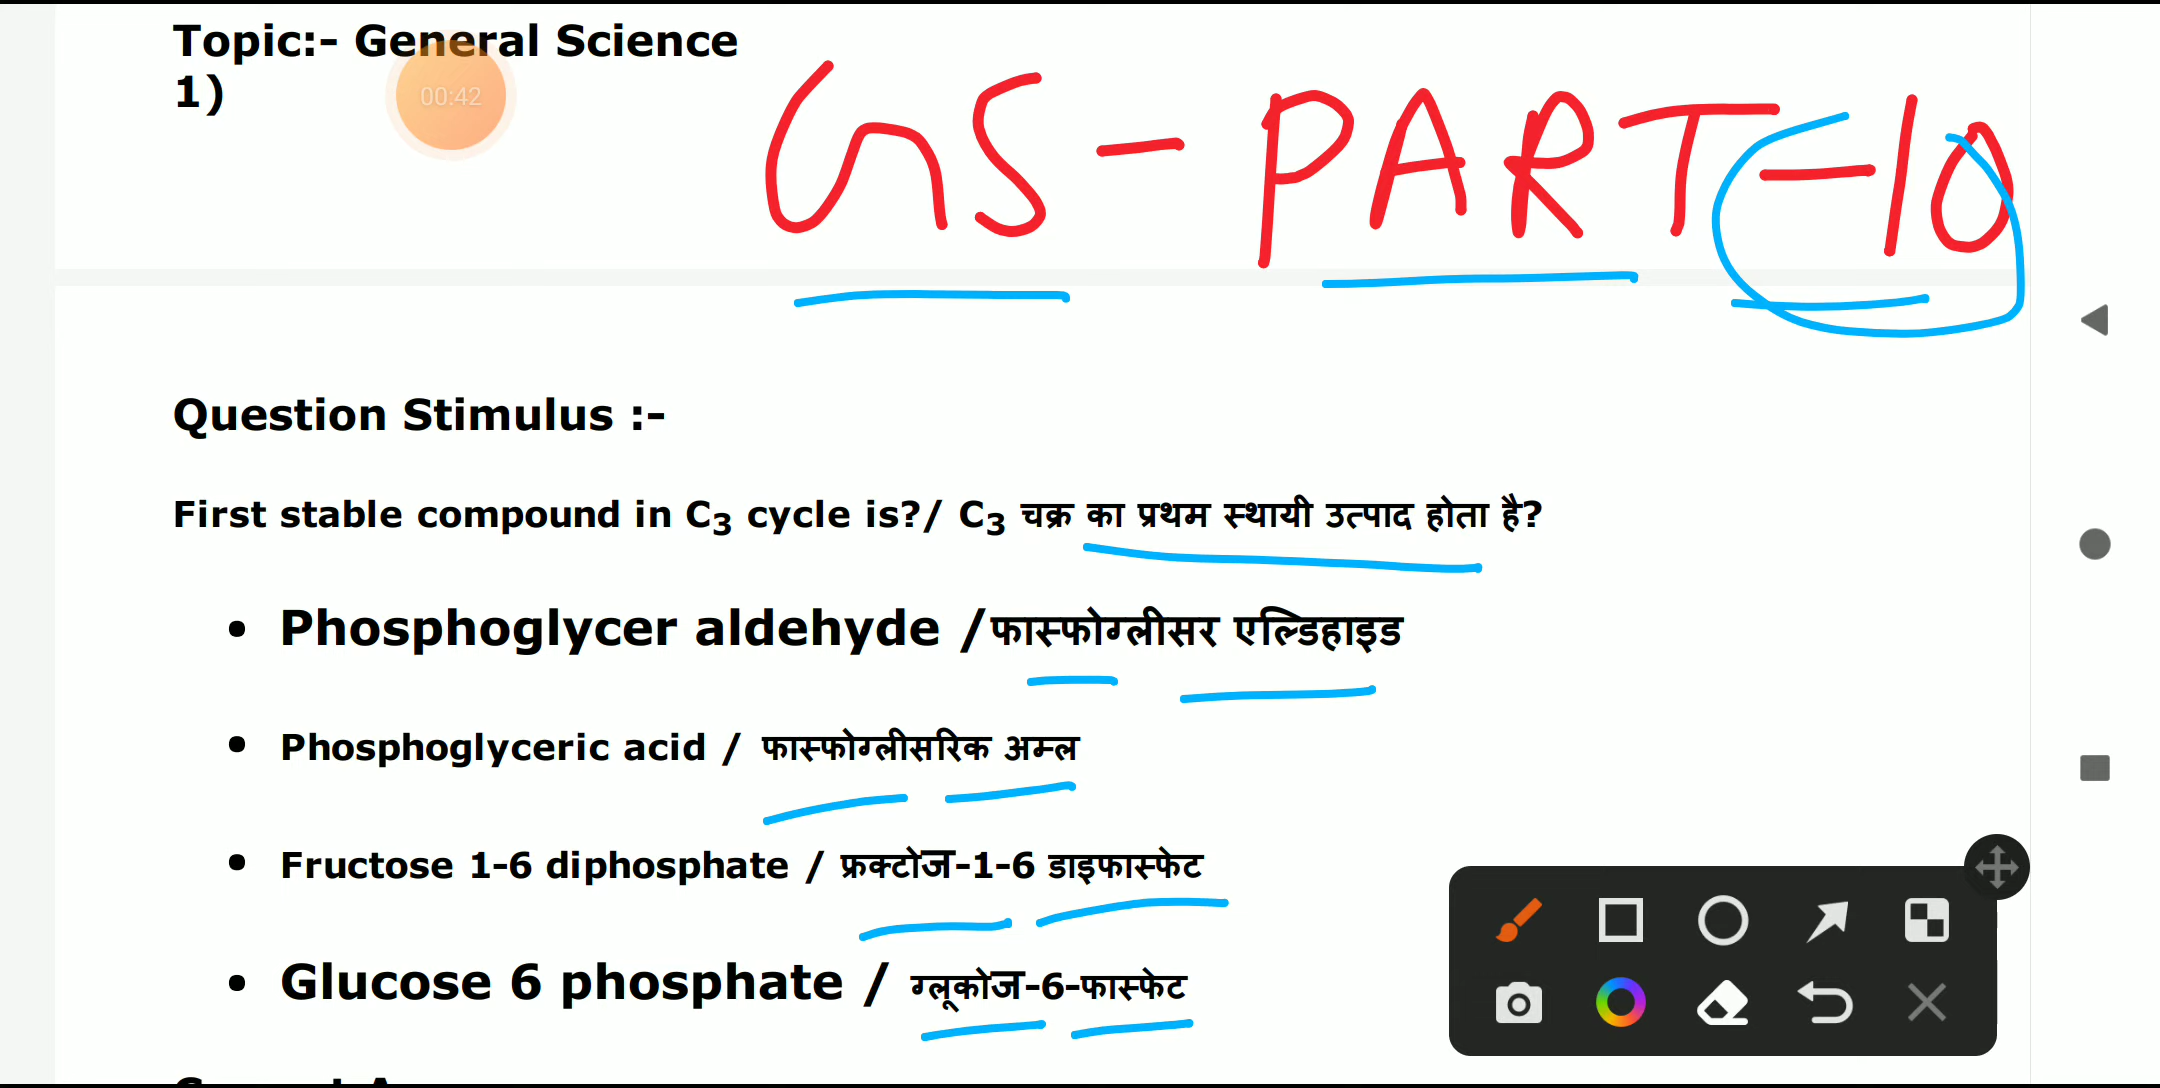 Topic:- General Science
1)
00:42
GS - PART - 10
Question Stimulus :-
First stable compound in C₃ cycle is?/ C₃ चक्र का प्रथम स्थायी उत्पाद होता है?
• Phosphoglycer aldehyde /फास्फोग्लीसर एल्डिहाइड
• Phosphoglyceric acid / फास्फोग्लीसरिक अम्ल
• Fructose 1-6 diphosphate / फ्रक्टोज-1-6 डाइफास्फेट
• Glucose 6 phosphate / ग्लूकोज-6-फास्फेट